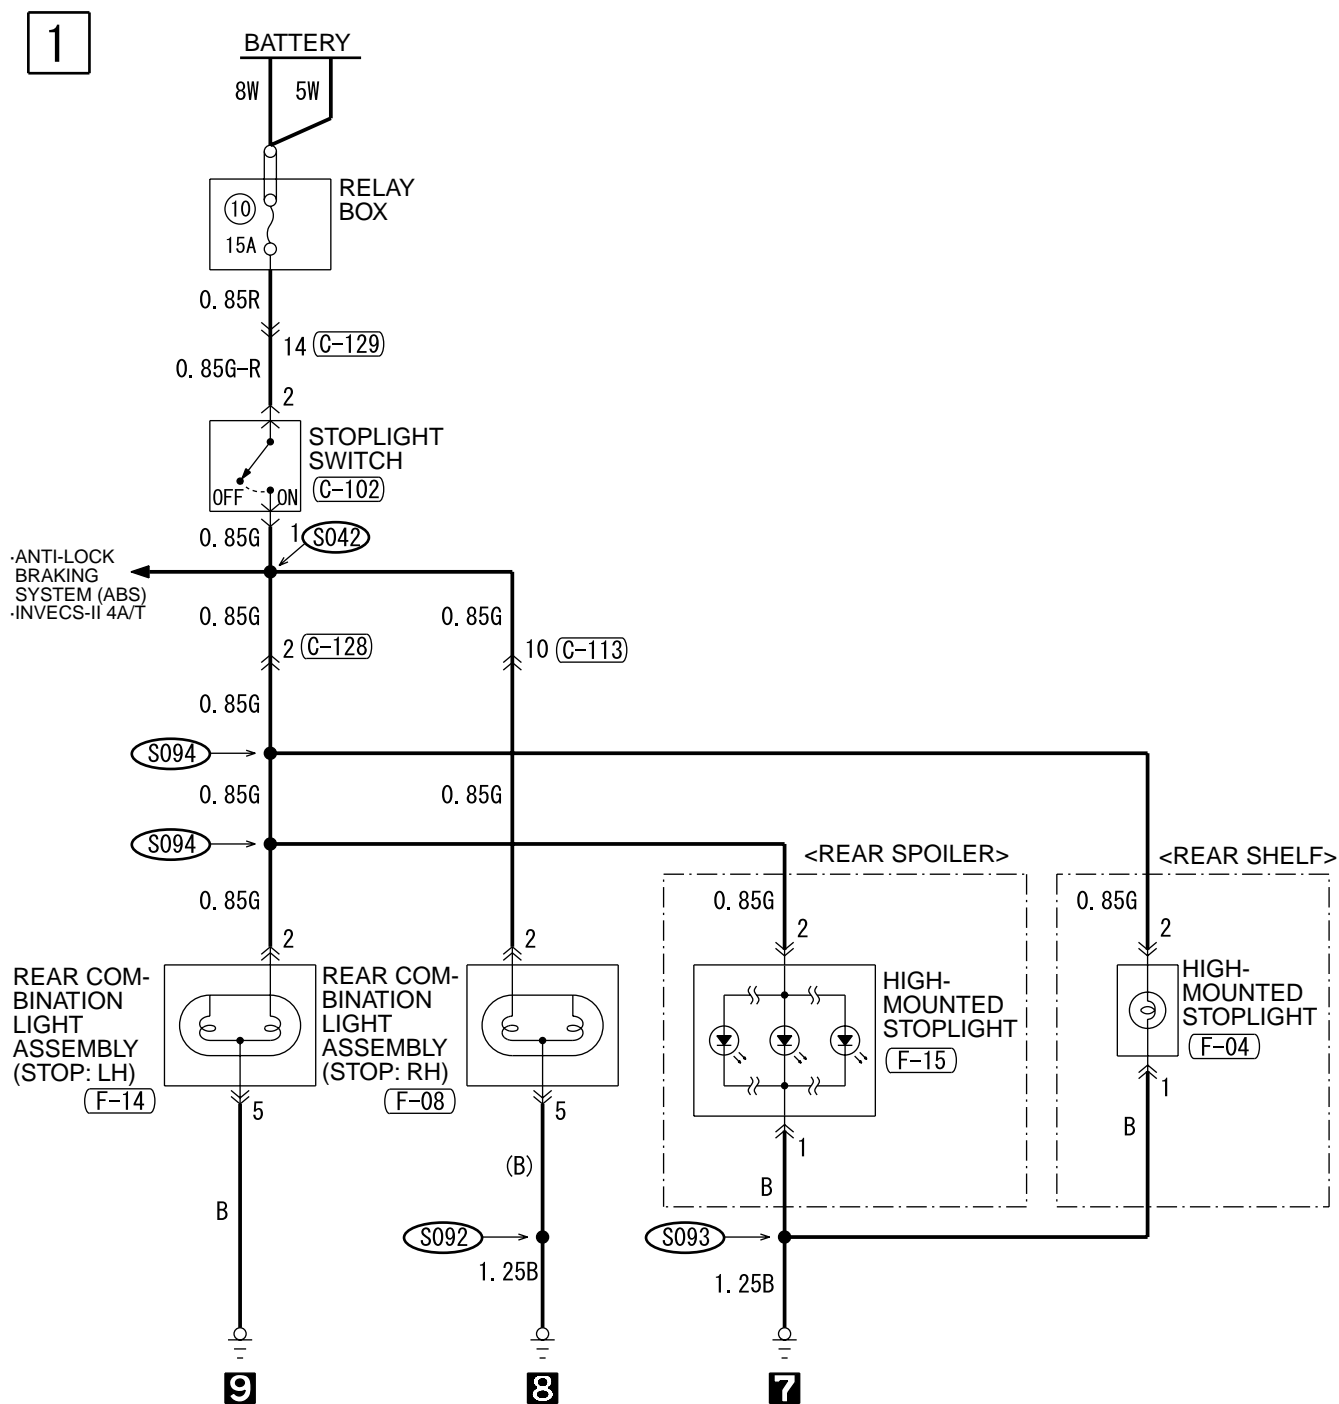 1
BATTERY
8W
5W
RELAY
BOX
10
15A
0.85R
14 C-129
0.85G-R
2
STOPLIGHT
SWITCH
C-102
OFF
ON
0.85G
1
S042
·ANTI-LOCK
BRAKING
SYSTEM (ABS)
·INVECS-II 4A/T
0.85G
0.85G
2 C-128
10 C-113
0.85G
S094
0.85G
0.85G
S094
<REAR SPOILER>
<REAR SHELF>
0.85G
0.85G
0.85G
2
2
2
2
REAR COM-
BINATION
LIGHT
ASSEMBLY
(STOP: LH)
F-14
REAR COM-
BINATION
LIGHT
ASSEMBLY
(STOP: RH)
F-08
HIGH-
MOUNTED
STOPLIGHT
F-15
HIGH-
MOUNTED
STOPLIGHT
F-04
5
5
1
1
B
(B)
B
B
S092
S093
1.25B
1.25B
9
8
7